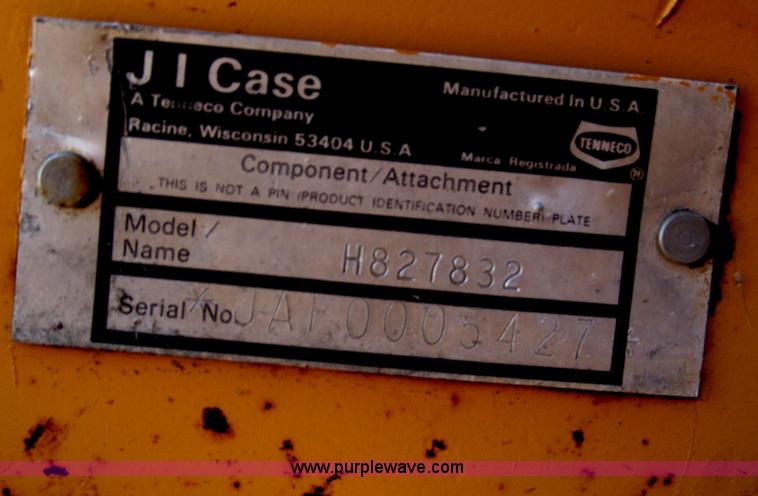 J I Case
A Tenneco Company
Racine, Wisconsin 53404 U.S.A.
Manufactured In U.S.A.
TENNECO
®
Marca Registrada
Component/Attachment
THIS IS NOT A PIN (PRODUCT IDENTIFICATION NUMBER) PLATE
Model/
Name H827832
Serial No.
www.purplewave.com